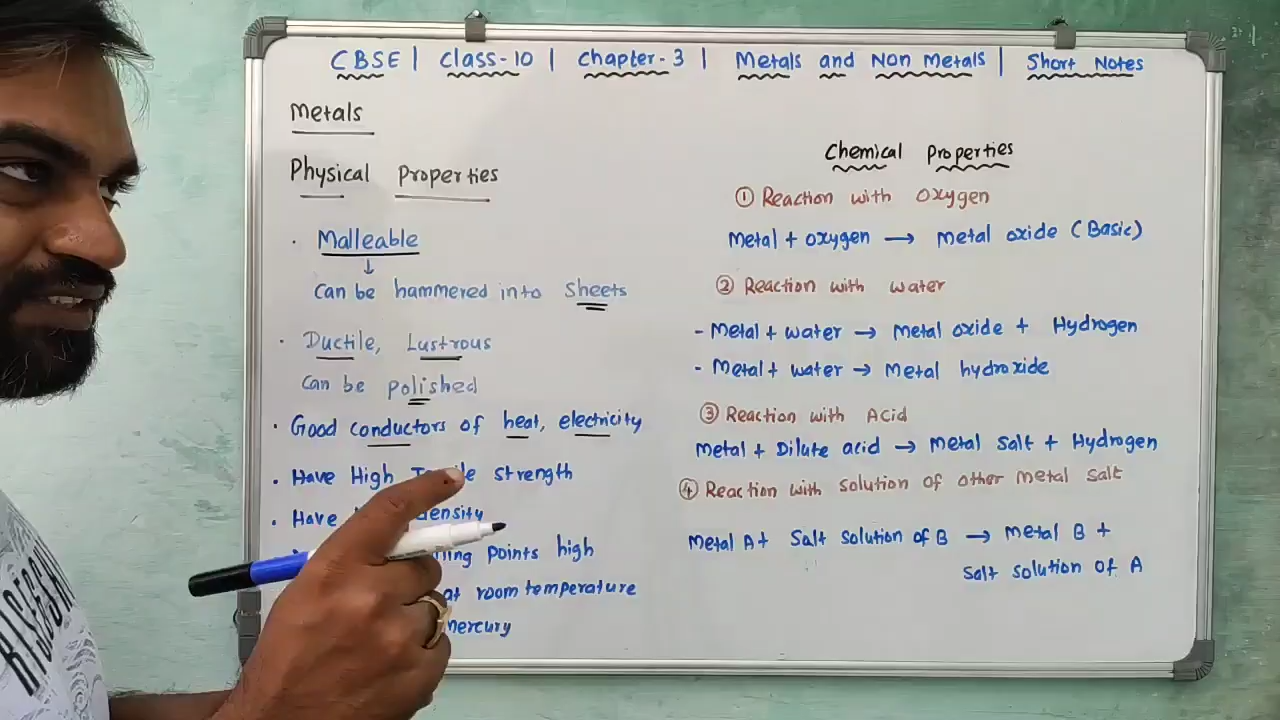 CBSE | Class-10 | Chapter-3 | Metals and Non Metals | Short Notes
Metals
Physical Properties
· Malleable
↓
Can be hammered into sheets
· Ductile, Lustrous
Can be polished
· Good conductors of heat, electricity
· Have High strength
· Have density
points high
at room temperature
mercury
Chemical Properties
① Reaction with Oxygen
Metal + oxygen → Metal oxide (Basic)
② Reaction with water
- Metal + water → Metal oxide + Hydrogen
- Metal + water → Metal hydroxide
③ Reaction with Acid
Metal + Dilute acid → Metal salt + Hydrogen
④ Reaction with solution of other metal salt
Metal A + Salt solution of B → Metal B +
Salt solution of A